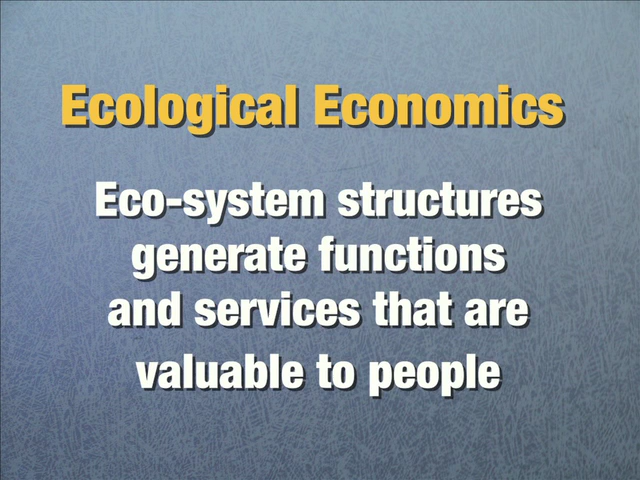 Ecological Economics
Eco-system structures
generate functions
and services that are
valuable to people